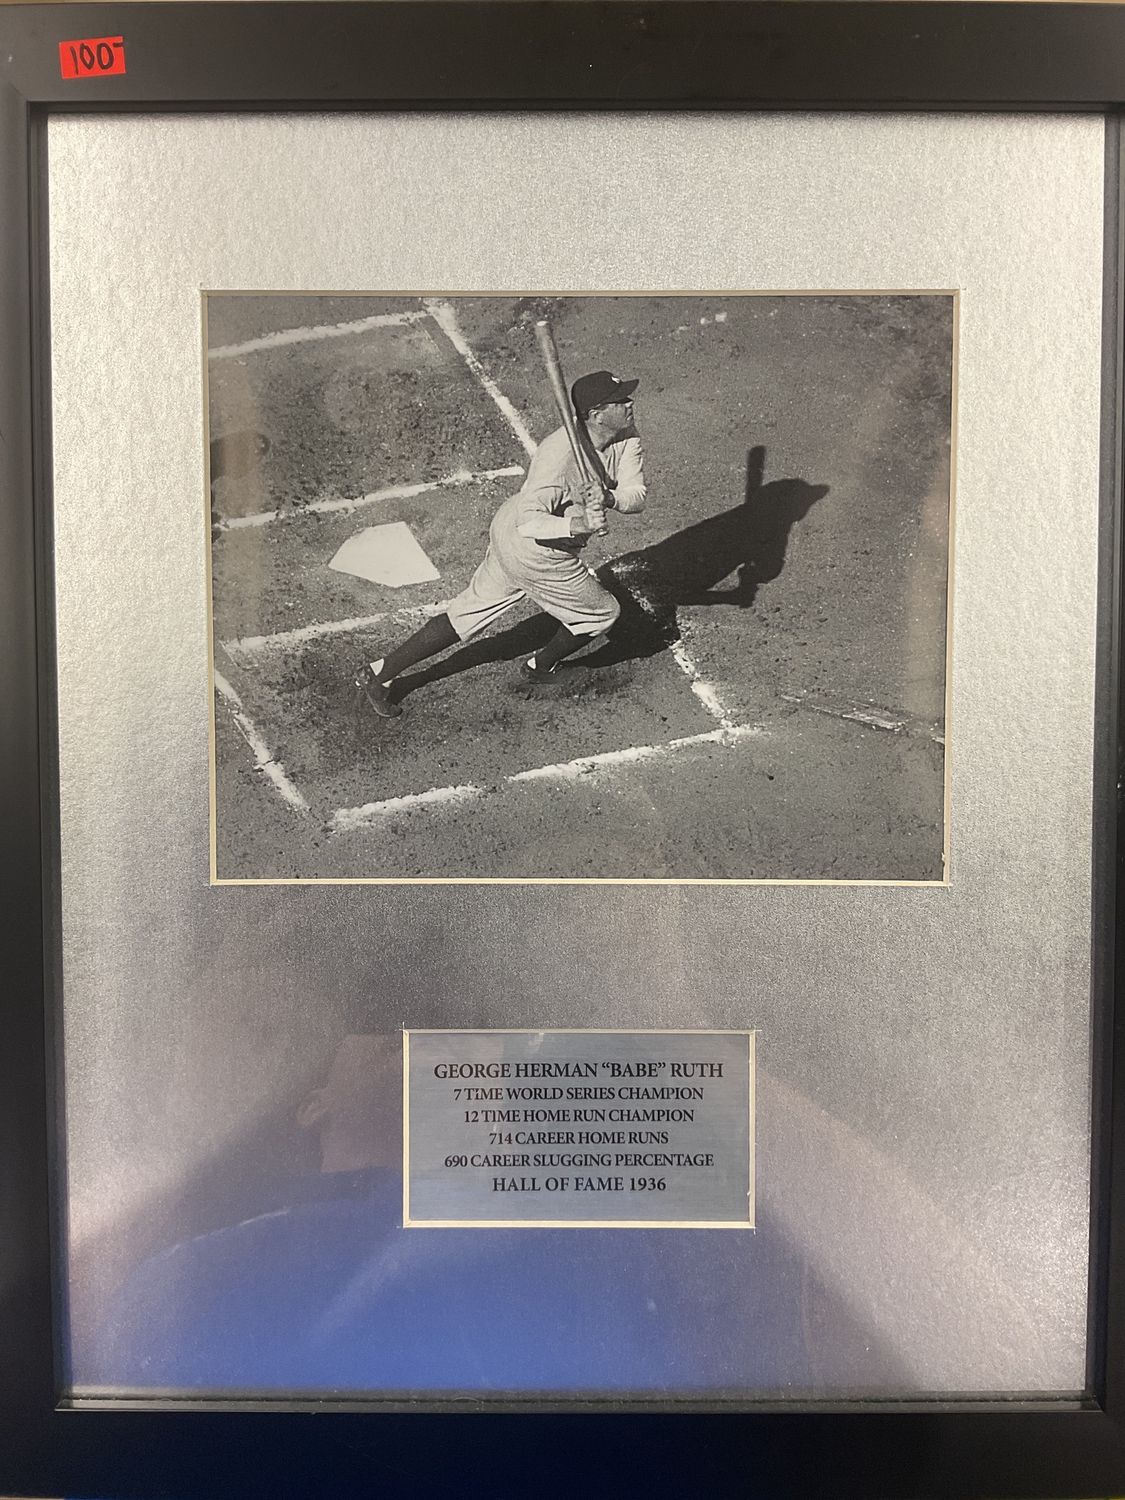 100-
GEORGE HERMAN “BABE” RUTH
7 TiME WORLD SERIES CHAMPION
12 TIME HOME RUN CHAMPION
714 CAREER HOME RUNS
690 CAREER SLUGGING PERCENTAGE
HALL OF FAME 1936